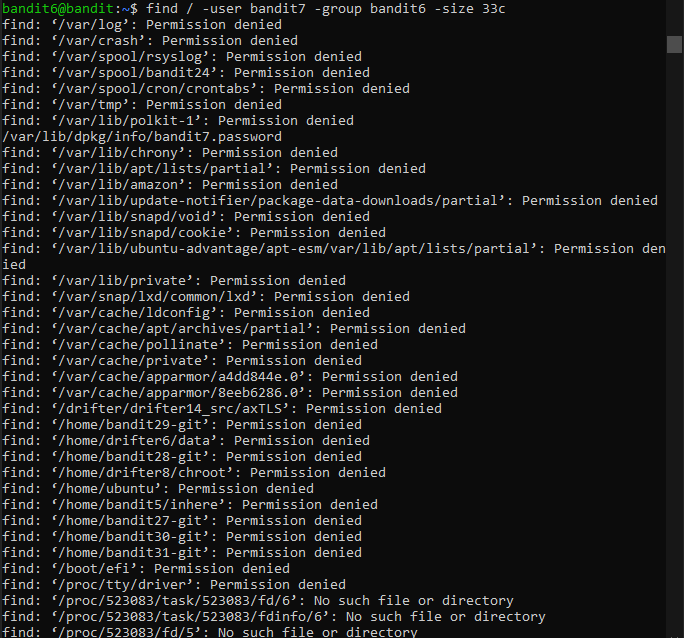 bandit6@bandit:~$ find / -user bandit7 -group bandit6 -size 33c
find: ‘/var/log’: Permission denied
find: ‘/var/crash’: Permission denied
find: ‘/var/spool/rsyslog’: Permission denied
find: ‘/var/spool/bandit24’: Permission denied
find: ‘/var/spool/cron/crontabs’: Permission denied
find: ‘/var/tmp’: Permission denied
find: ‘/var/lib/polkit-1’: Permission denied
/var/lib/dpkg/info/bandit7.password
find: ‘/var/lib/chrony’: Permission denied
find: ‘/var/lib/apt/lists/partial’: Permission denied
find: ‘/var/lib/amazon’: Permission denied
find: ‘/var/lib/update-notifier/package-data-downloads/partial’: Permission denied
find: ‘/var/lib/snapd/void’: Permission denied
find: ‘/var/lib/snapd/cookie’: Permission denied
find: ‘/var/lib/ubuntu-advantage/apt-esm/var/lib/apt/lists/partial’: Permission den
ied
find: ‘/var/lib/private’: Permission denied
find: ‘/var/snap/lxd/common/lxd’: Permission denied
find: ‘/var/cache/ldconfig’: Permission denied
find: ‘/var/cache/apt/archives/partial’: Permission denied
find: ‘/var/cache/pollinate’: Permission denied
find: ‘/var/cache/private’: Permission denied
find: ‘/var/cache/apparmor/a4dd844e.0’: Permission denied
find: ‘/var/cache/apparmor/8eeb6286.0’: Permission denied
find: ‘/drifter/drifter14_src/axTLS’: Permission denied
find: ‘/home/bandit29-git’: Permission denied
find: ‘/home/drifter6/data’: Permission denied
find: ‘/home/bandit28-git’: Permission denied
find: ‘/home/drifter8/chroot’: Permission denied
find: ‘/home/ubuntu’: Permission denied
find: ‘/home/bandit5/inhere’: Permission denied
find: ‘/home/bandit27-git’: Permission denied
find: ‘/home/bandit30-git’: Permission denied
find: ‘/home/bandit31-git’: Permission denied
find: ‘/boot/efi’: Permission denied
find: ‘/proc/tty/driver’: Permission denied
find: ‘/proc/523083/task/523083/fd/6’: No such file or directory
find: ‘/proc/523083/task/523083/fdinfo/6’: No such file or directory
find: ‘/proc/523083/fd/5’: No such file or directory